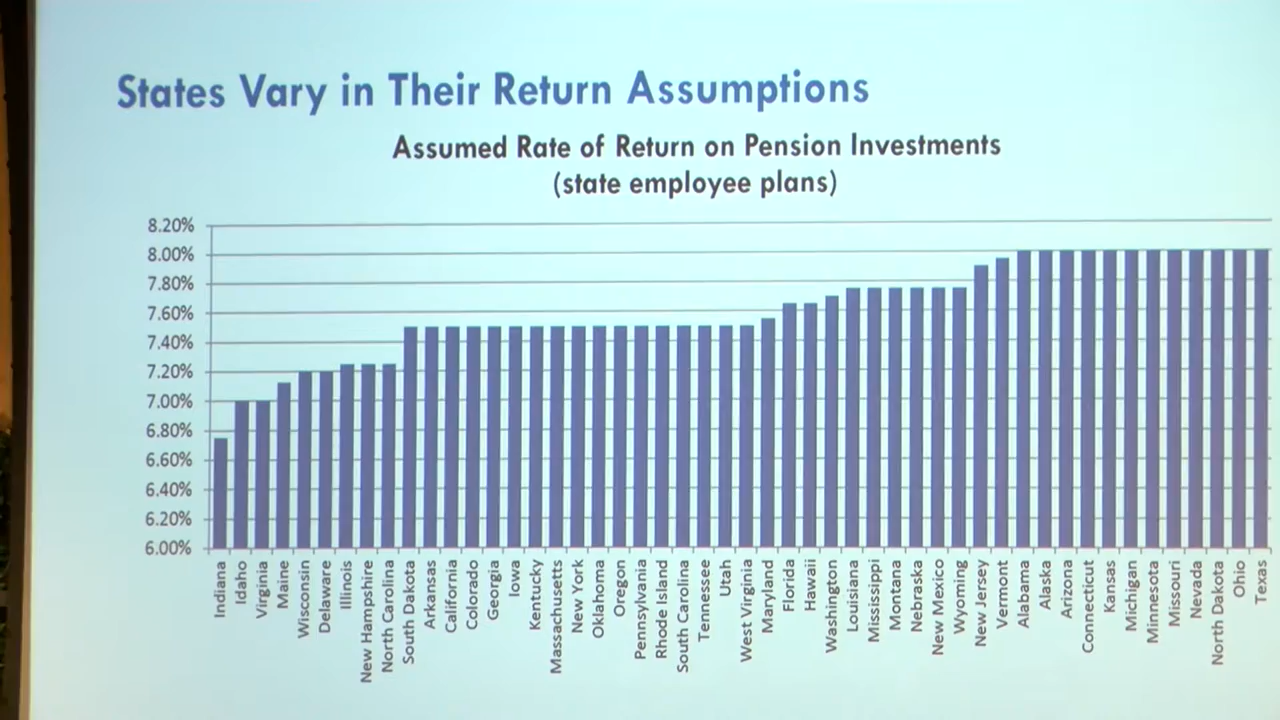 States Vary in Their Return Assumptions
Assumed Rate of Return on Pension Investments
(state employee plans)
8.20%
8.00%
7.80%
7.60%
7.40%
7.20%
7.00%
6.80%
6.60%
6.40%
6.20%
6.00%
Indiana
Idaho
Virginia
Maine
Wisconsin
Delaware
Illinois
New Hampshire
North Carolina
South Dakota
Arkansas
California
Colorado
Georgia
Iowa
Kentucky
Massachusetts
New York
Oklahoma
Oregon
Pennsylvania
Rhode Island
South Carolina
Tennessee
Utah
West Virginia
Maryland
Florida
Hawaii
Washington
Louisiana
Mississippi
Montana
Nebraska
New Mexico
Wyoming
New Jersey
Vermont
Alabama
Alaska
Arizona
Connecticut
Kansas
Michigan
Minnesota
Missouri
Nevada
North Dakota
Ohio
Texas